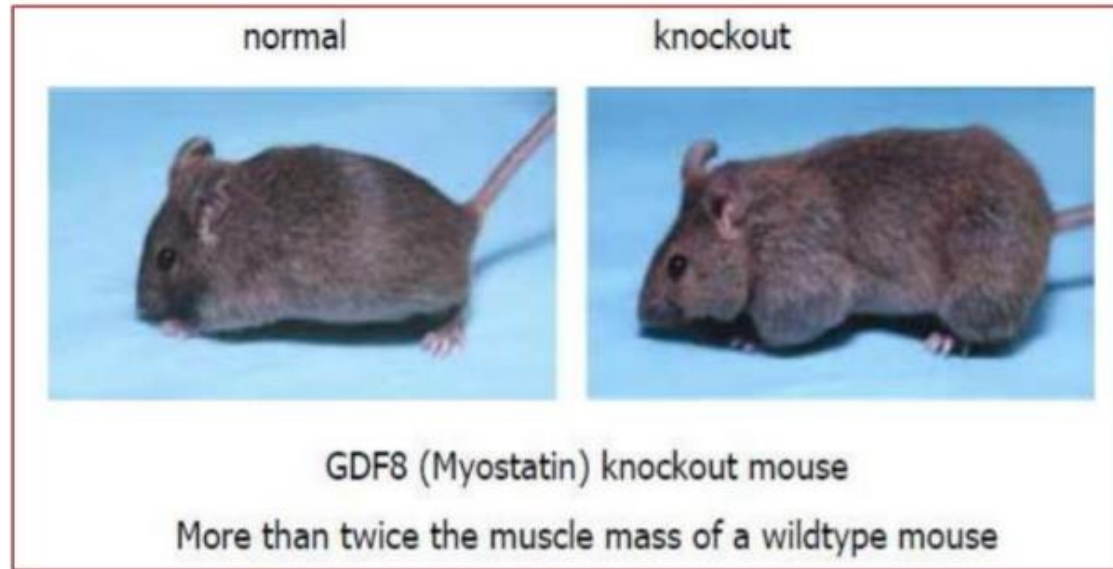 normal
knockout
GDF8 (Myostatin) knockout mouse
More than twice the muscle mass of a wildtype mouse